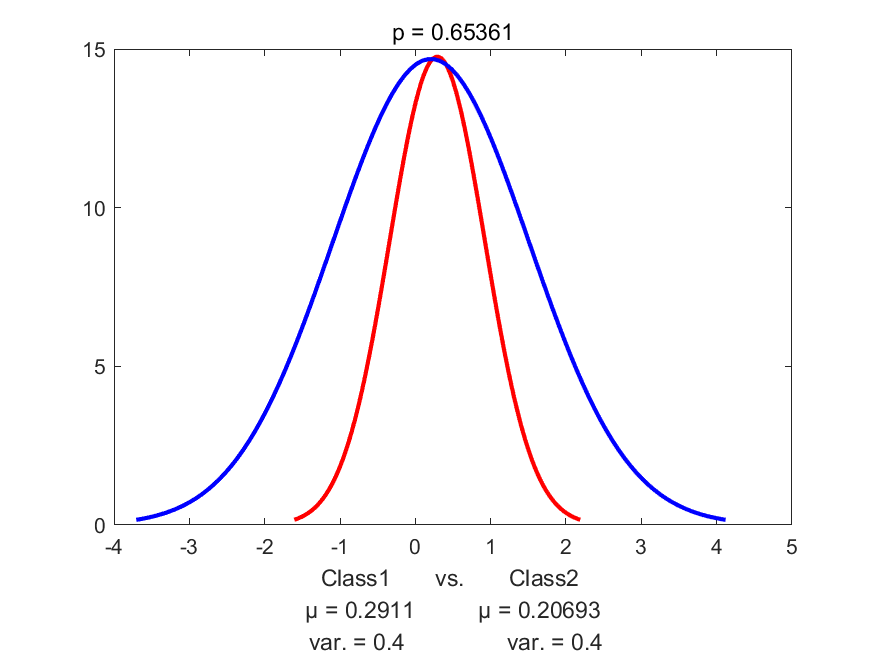 p = 0.65361
15
10
5
0
-4 -3 -2 -1 0 1 2 3 4 5
Class1 vs. Class2
μ = 0.2911 μ = 0.20693
var. = 0.4 var. = 0.4